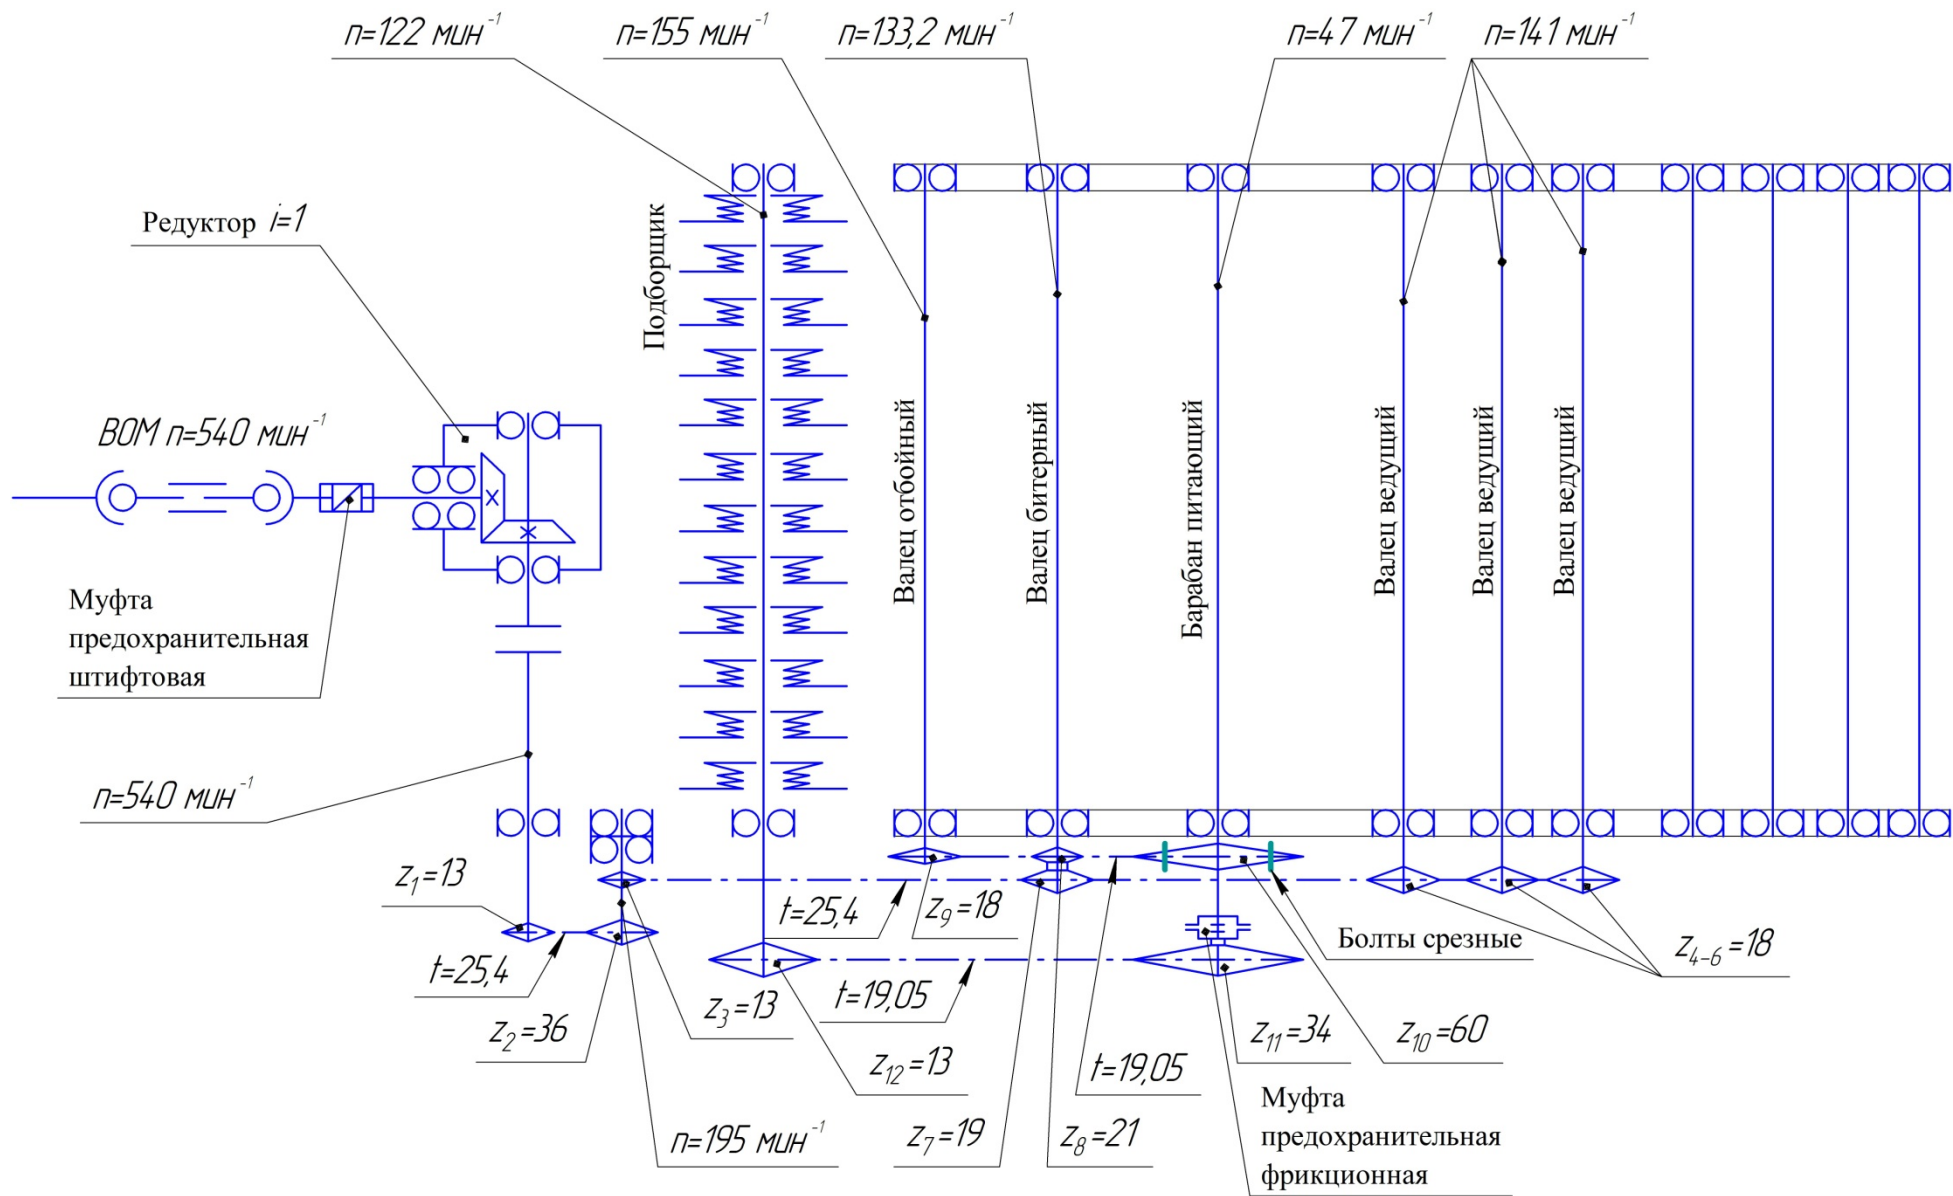 n=122 мин⁻¹
n=155 мин⁻¹
n=133,2 мин⁻¹
n=47 мин⁻¹
n=141 мин⁻¹
Редуктор i=1
Подборщик
ВОМ n=540 мин⁻¹
Валец отбойный
Валец битерный
Барабан питающий
Валец ведущий
Валец ведущий
Валец ведущий
Муфта
предохранительная
штифтовая
n=540 мин⁻¹
z₁=13
t=25,4
z₂=36
z₃=13
n=195 мин⁻¹
t=25,4
z₉=18
t=19,05
z₁₂=13
z₇=19
z₈=21
t=19,05
Болты срезные
z₄₋₆=18
z₁₁=34
z₁₀=60
Муфта
предохранительная
фрикционная